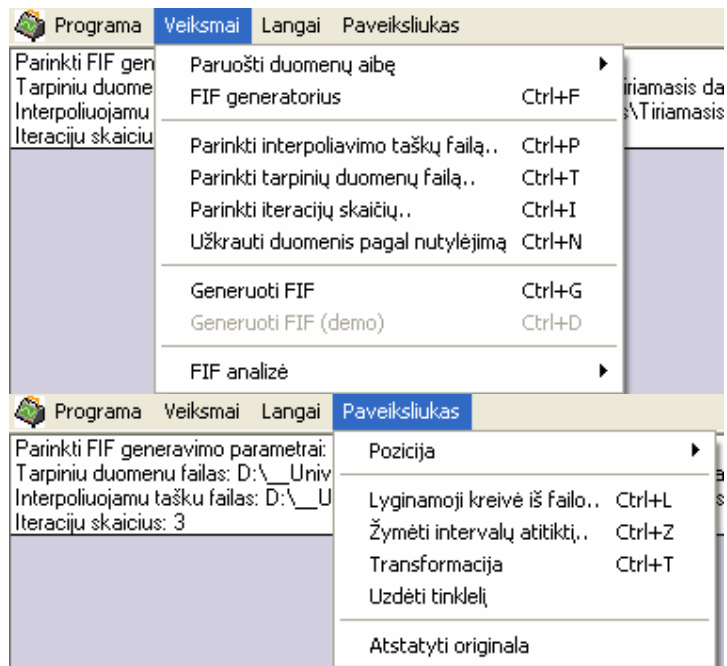 Programa Veiksmai Langai Paveiksliukas
Parinkti FIF gen
Tarpiniu duome
Interpoliuojamu
Iteraciju skaiciu
Paruošti duomenų aibę
FIF generatorius Ctrl+F
Parinkti interpoliavimo taškų failą.. Ctrl+P
Parinkti tarpinių duomenų failą.. Ctrl+T
Parinkti iteracijų skaičių.. Ctrl+I
Užkrauti duomenis pagal nutylėjimą Ctrl+N
Generuoti FIF Ctrl+G
Generuoti FIF (demo) Ctrl+D
FIF analizė
iriamasis da
s\Tiriamasis
Programa Veiksmai Langai Paveiksliukas
Parinkti FIF generavimo parametrai:
Tarpiniu duomenu failas: D:\__Univ
Interpoliuojamu tašku failas: D:\__U
Iteraciju skaicius: 3
Pozicija
Lyginamoji kreivė iš failo.. Ctrl+L
Žymėti intervalų atitiktį.. Ctrl+Z
Transformacija Ctrl+T
Uzdėti tinklelį
Atstatyti originala